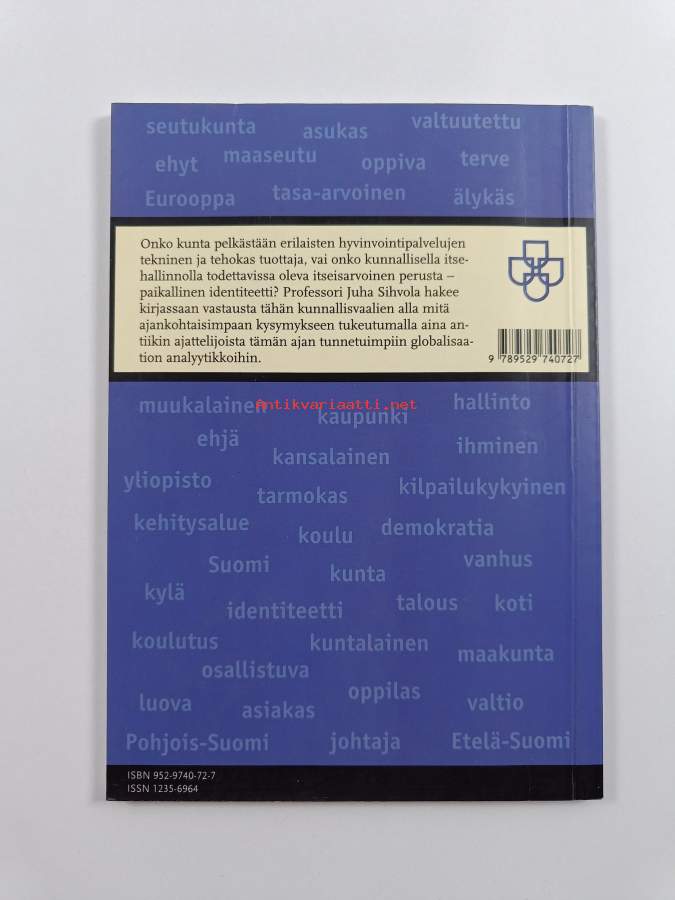 seutukunta asukas valtuutettu
ehyt maaseutu oppiva terve
Eurooppa tasa-arvoinen älykäs
Onko kunta pelkästään erilaisten hyvinvointipalvelujen
tekninen ja tehokas tuottaja, vai onko kunnallisella itse-
hallinnolla todettavissa oleva itseisarvoinen perusta –
paikallinen identiteetti? Professori Juha Sihvola hakee
kirjassaan vastausta tähän kunnallisvaalien alla mitä
ajankohtaisimpaan kysymykseen tukeutumalla aina an-
tiikin ajattelijoista tämän ajan tunnetuimpiin globalisaa-
ation analyytikkoihin.
9 789529 740727
muukalainen kaupunki hallinto
Antikvariaatti.net
ehjä kansalainen ihminen
yliopisto tarmokas kilpailukykyinen
kehitysalue koulu demokratia
Suomi kunta vanhus
kylä identiteetti talous koti
koulutus kuntalainen maakunta
osallistuva
luova asiakas oppilas valtio
Pohjois-Suomi johtaja Etelä-Suomi
ISBN 952-9740-72-7
ISSN 1235-6964